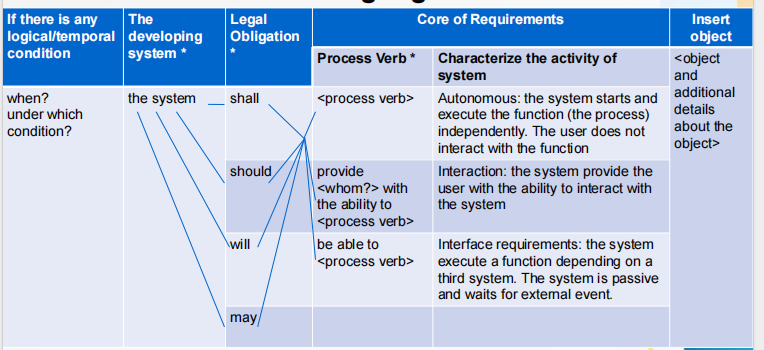 If there is any
logical/temporal
condition
The
developing
system *
Legal
Obligation
*
Core of Requirements
Insert
object
Process Verb *
Characterize the activity of
system
<object
and
additional
details
about the
object>
when?
under which
condition?
the system
shall
<process verb>
Autonomous: the system starts and
execute the function (the process)
independently. The user does not
interact with the function
should
provide
<whom?> with
the ability to
<process verb>
Interaction: the system provide the
user with the ability to interact with
the system
will
be able to
<process verb>
Interface requirements: the system
execute a function depending on a
third system. The system is passive
and waits for external event.
may